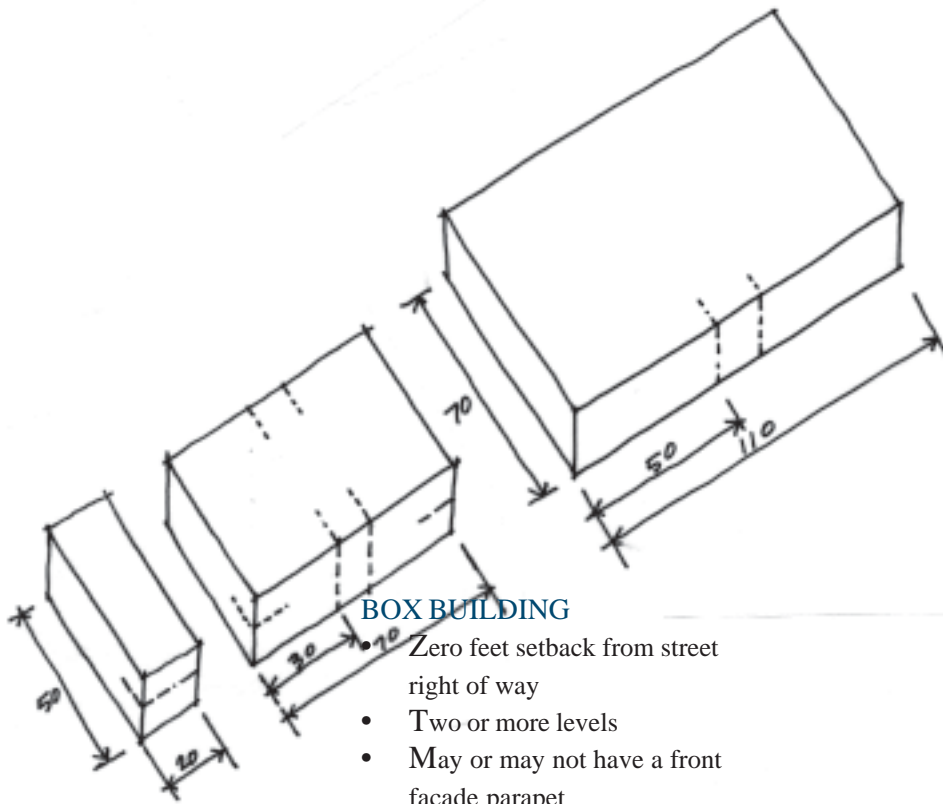 70
50
110
BOX BUILDING
• Zero feet setback from street
right of way
• Two or more levels
• May or may not have a front
façade parapet
30
70
50
20